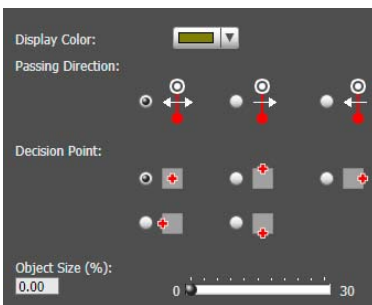 Display Color:
Passing Direction:
Decision Point:
Object Size (%):
0.00
0 30